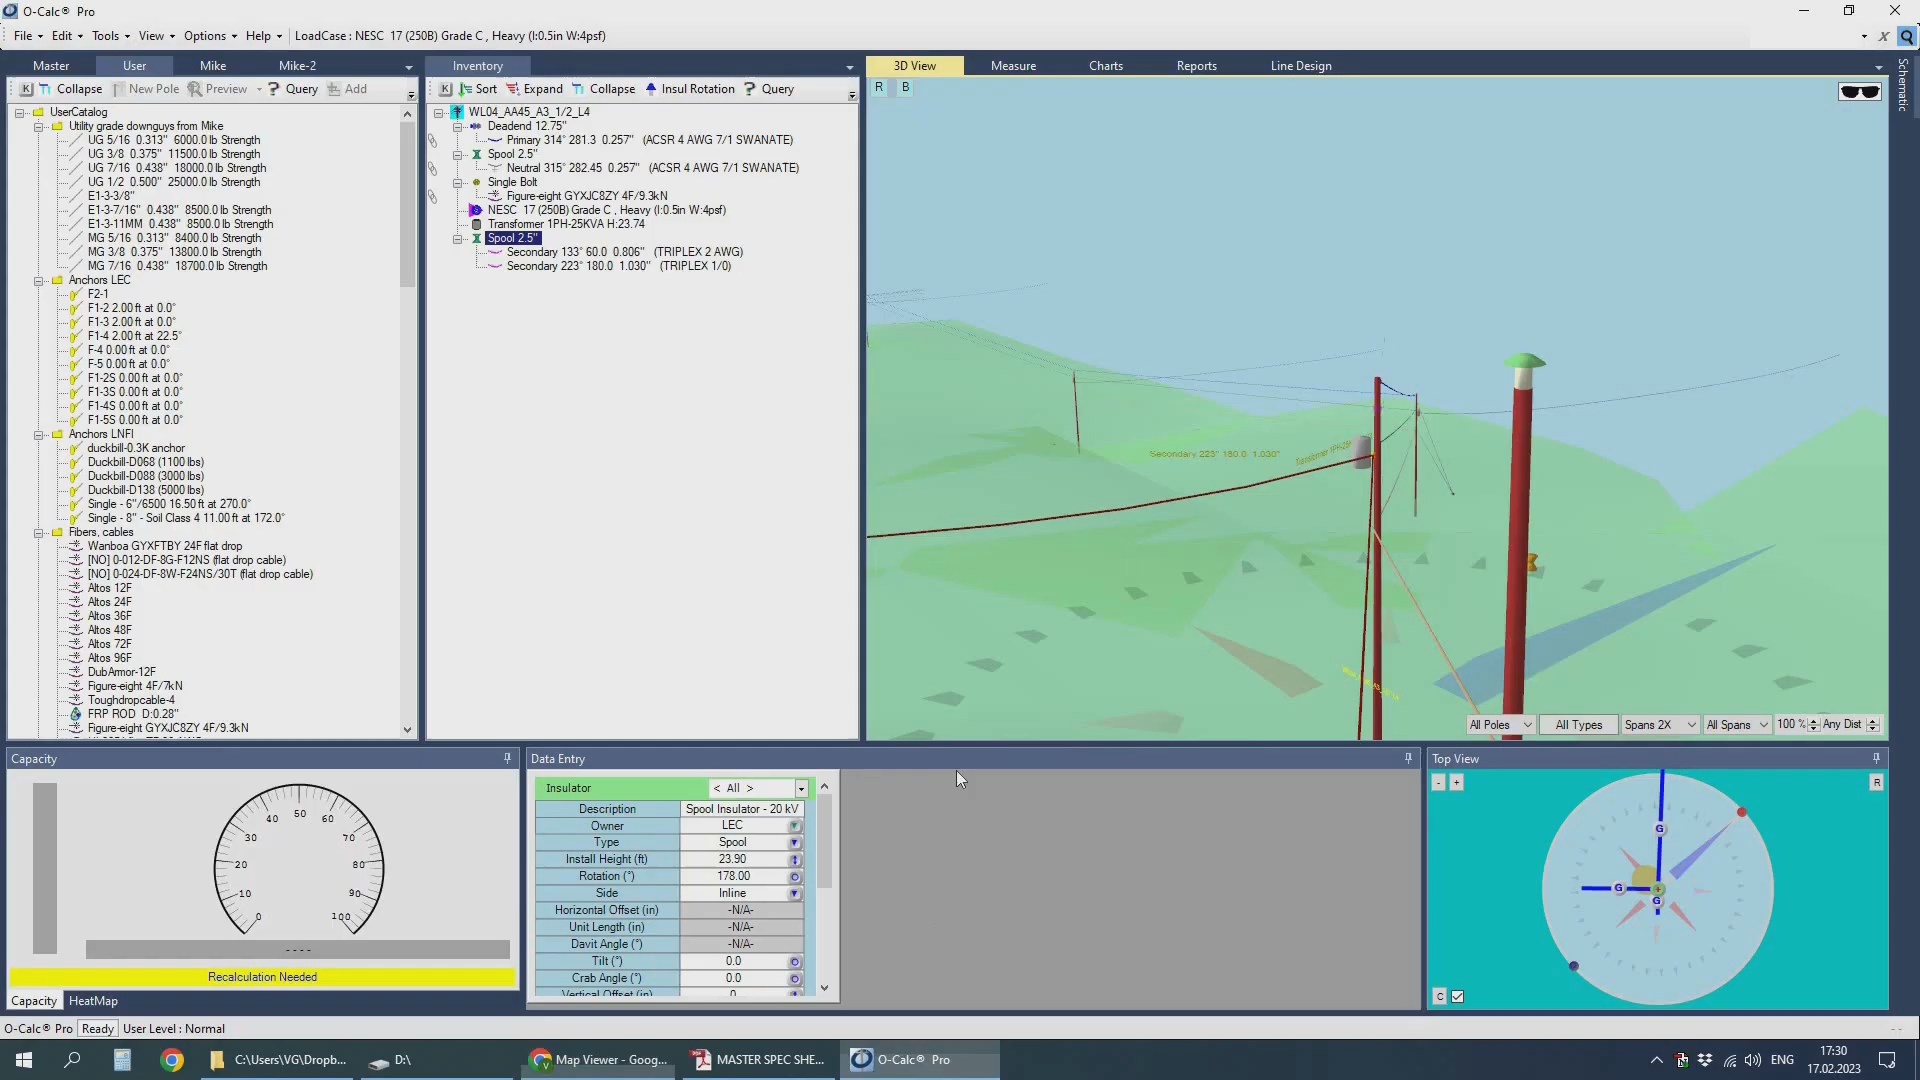 O-Calc® Pro
File Edit Tools View Options Help LoadCase : NESC 17 (250B) Grade C , Heavy (I:0.5in W:4psf)
X
Master User Mike Mike-2
K Collapse New Pole Preview Query Add
UserCatalog
Utility grade downguys from Mike
UG 5/16 0.313" 6000.0 lb Strength
UG 3/8 0.375" 11500.0 lb Strength
UG 7/16 0.438" 18000.0 lb Strength
UG 1/2 0.500" 25000.0 lb Strength
E1-3-3/8"
E1-3-7/16" 0.438" 8500.0 lb Strength
E1-3-11MM 0.438" 8500.0 lb Strength
MG 5/16 0.313" 8400.0 lb Strength
MG 3/8 0.375" 13800.0 lb Strength
MG 7/16 0.438" 18700.0 lb Strength
Anchors LEC
F2-1
F1-2 2.00 ft at 0.0°
F1-3 2.00 ft at 0.0°
F1-4 2.00 ft at 22.5°
F-4 0.00 ft at 0.0°
F-5 0.00 ft at 0.0°
F1-2S 0.00 ft at 0.0°
F1-3S 0.00 ft at 0.0°
F1-4S 0.00 ft at 0.0°
F1-5S 0.00 ft at 0.0°
Anchors LNFI
duckbill-0.3K anchor
Duckbill-D068 (1100 lbs)
Duckbill-D088 (3000 lbs)
Duckbill-D138 (5000 lbs)
Single - 6"/6500 16.50 ft at 270.0°
Single - 8" - Soil Class 4 11.00 ft at 172.0°
Fibers, cables
Wanboa GYXFTBY 24F flat drop
[NO] 0-012-DF-8G-F12NS (flat drop cable)
[NO] 0-024-DF-8W-F24NS/30T (flat drop cable)
Altos 12F
Altos 24F
Altos 36F
Altos 48F
Altos 72F
Altos 96F
DubArmor-12F
Figure-eight 4F/7kN
Toughdropcable-4
FRP ROD D:0.28"
Figure-eight GYXJC8ZY 4F/9.3kN
Inventory
K Sort Expand Collapse Insul Rotation Query
WL04_AA45_A3_1/2_L4
Deadend 12.75"
Primary 314° 281.3 0.257" (ACSR 4 AWG 7/1 SWANATE)
Spool 2.5"
Neutral 315° 282.45 0.257" (ACSR 4 AWG 7/1 SWANATE)
Single Bolt
Figure-eight GYXJC8ZY 4F/9.3kN
NESC 17 (250B) Grade C , Heavy (I:0.5in W:4psf)
Transformer 1PH-25KVA H:23.74
Spool 2.5"
Secondary 133° 60.0 0.806" (TRIPLEX 2 AWG)
Secondary 223° 180.0 1.030" (TRIPLEX 1/0)
3D View Measure Charts Reports Line Design
Schematic
R B
Secondary 223° 180.0 1.030"
All Poles All Types Spans 2X All Spans 100 % Any Dist
Capacity
0 10 20 30 40 50 60 70 80 90 100
----
Recalculation Needed
Capacity HeatMap
Data Entry
Insulator < All >
Description Spool Insulator - 20 kV
Owner LEC
Type Spool
Install Height (ft) 23.90
Rotation (°) 178.00
Side Inline
Horizontal Offset (in) -N/A-
Unit Length (in) -N/A-
Davit Angle (°) -N/A-
Tilt (°) 0.0
Crab Angle (°) 0.0
Vertical Offset (in) 0
Top View
- + R
G
G
G
C
O-Calc® Pro Ready User Level : Normal
C:\Users\VG\Dropb... D:\ Map Viewer - Goog... MASTER SPEC SHE... O-Calc® Pro
ENG
17:30
17.02.2023